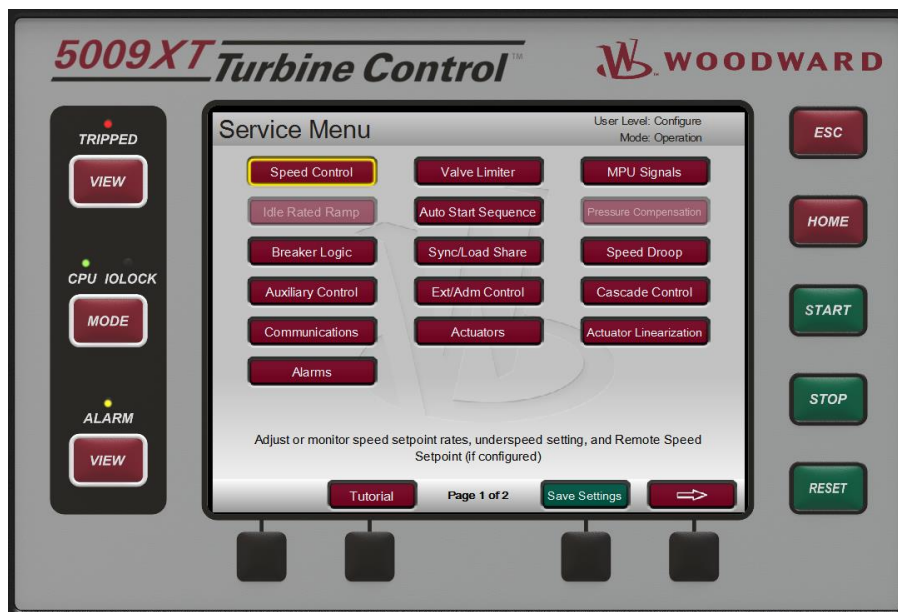 5009XT Turbine Control™
WOODWARD
TRIPPED
VIEW
CPU IOLOCK
MODE
ALARM
VIEW
Service Menu
User Level: Configure
Mode: Operation
Speed Control
Valve Limiter
MPU Signals
Idle Rated Ramp
Auto Start Sequence
Pressure Compensation
Breaker Logic
Sync/Load Share
Speed Droop
Auxiliary Control
Ext/Adm Control
Cascade Control
Communications
Actuators
Actuator Linearization
Alarms
Adjust or monitor speed setpoint rates, underspeed setting, and Remote Speed
Setpoint (if configured)
Tutorial
Page 1 of 2
Save Settings
ESC
HOME
START
STOP
RESET